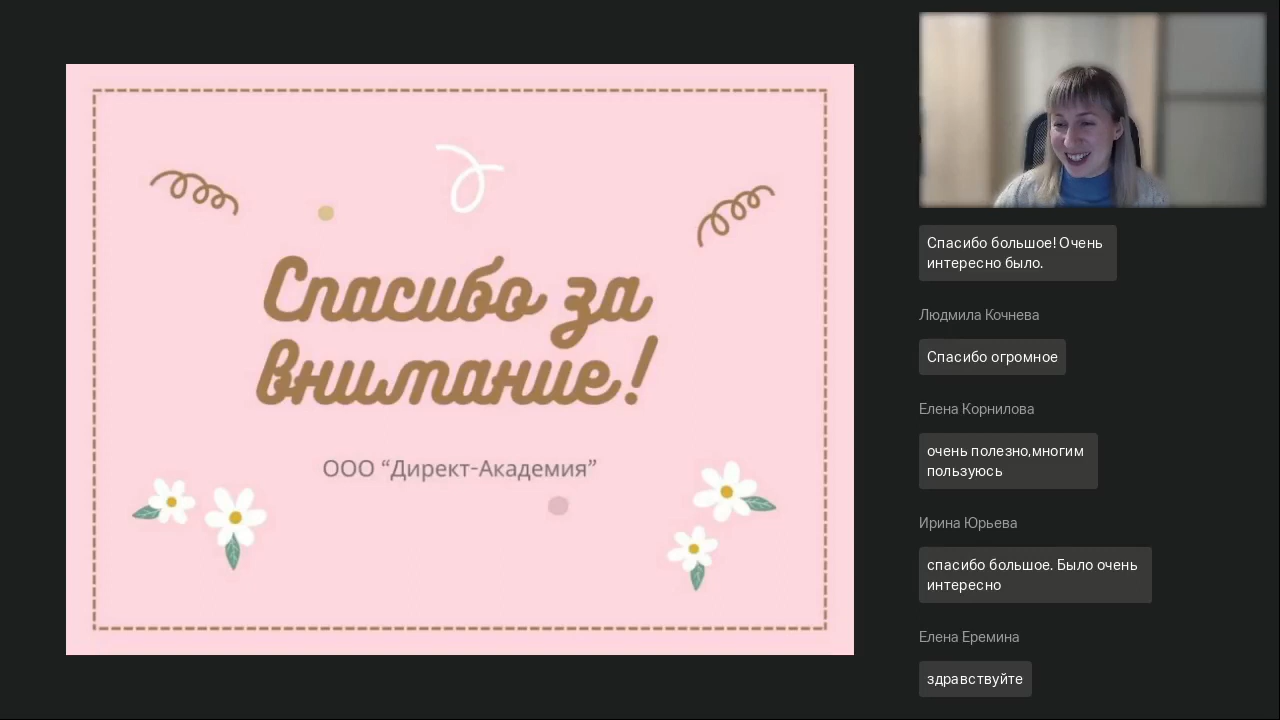 Спасибо за
внимание!
ООО “Директ-Академия”
Спасибо большое! Очень
интересно было.
Людмила Кочнева
Спасибо огромное
Елена Корнилова
очень полезно,многим
пользуюсь
Ирина Юрьева
спасибо большое. Было очень
интересно
Елена Еремина
здравствуйте